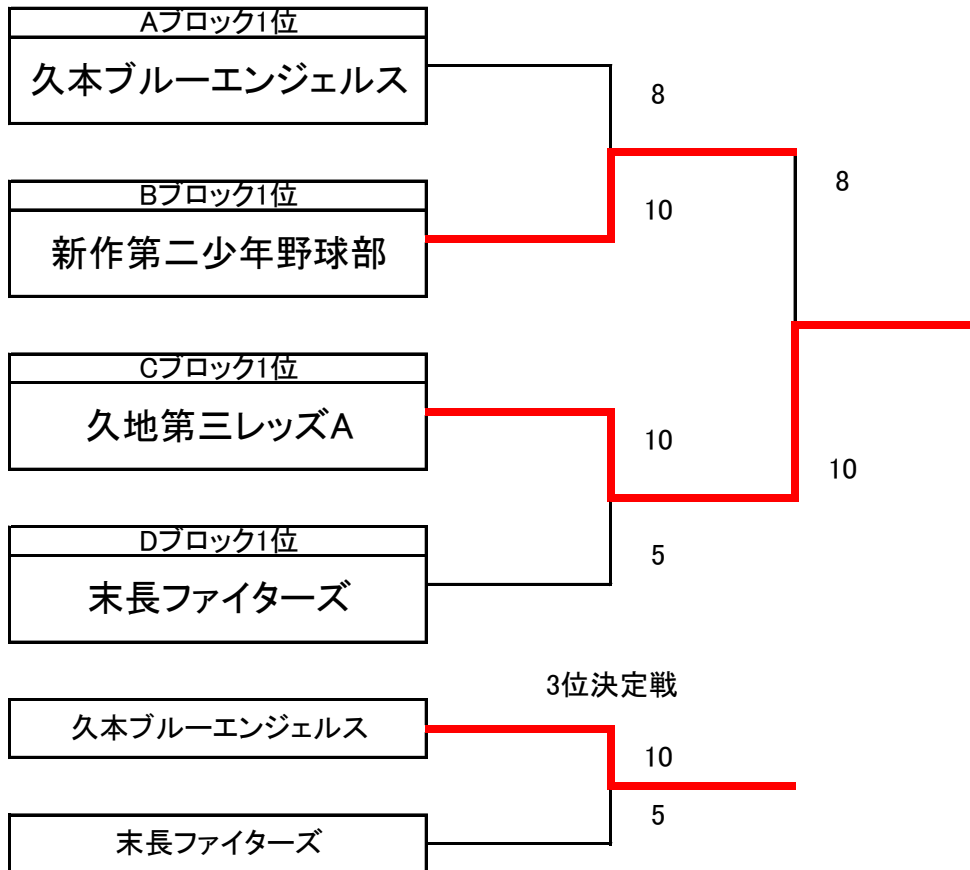 Aブロック1位
久本ブルーエンジェルス
8
8
Bブロック1位
10
新作第二少年野球部
Cブロック1位
久地第三レッズA
10
10
Dブロック1位
5
末長ファイターズ
3位決定戦
久本ブルーエンジェルス
10
5
末長ファイターズ